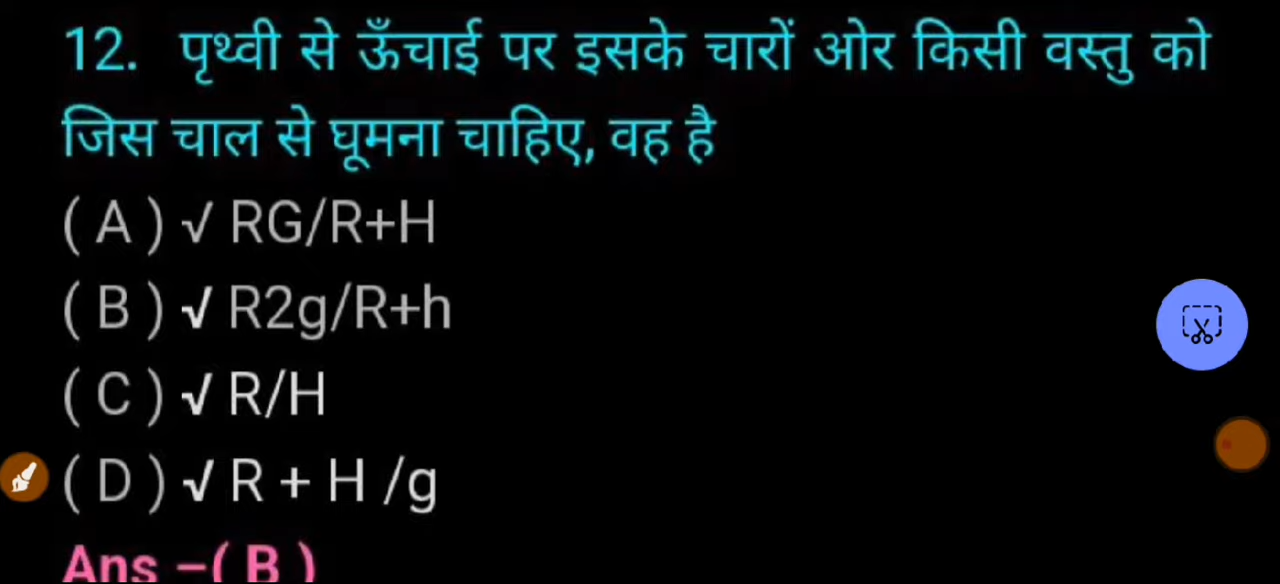 12. पृथ्वी से ऊँचाई पर इसके चारों ओर किसी वस्तु को
जिस चाल से घूमना चाहिए, वह है
( A ) √ RG/R+H
( B ) √ R2g/R+h
( C ) √ R/H
( D ) √ R + H /g
Ans –( B )